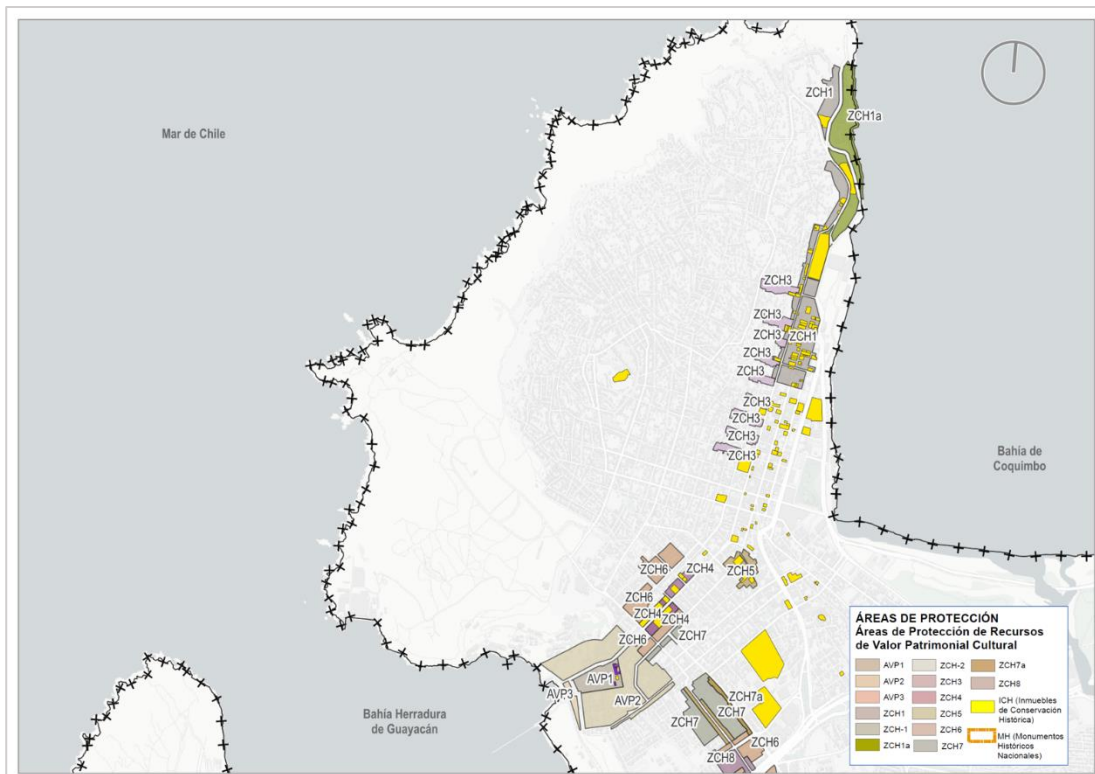 ZCH1
ZCH1a
Mar de Chile
ZCH3
ZCH3
ZCH3
ZCH1
ZCH3
ZCH3
ZCH3
ZCH3
ZCH3
ZCH3
Bahía de
Coquimbo
ZCH6
ZCH4
ZCH5
ZCH6
ZCH4
ZCH4
ZCH6
ZCH7
AVP1
AVP3
AVP2
ZCH7a
ZCH7
ZCH7
ZCH6
ZCH8
Bahía Herradura
de Guayacán
ÁREAS DE PROTECCIÓN
Áreas de Protección de Recursos
de Valor Patrimonial Cultural
AVP1
AVP2
AVP3
ZCH1
ZCH-1
ZCH1a
ZCH-2
ZCH3
ZCH4
ZCH5
ZCH6
ZCH7
ZCH7a
ZCH8
ICH (Inmuebles
de Conservación
Histórica)
MH (Monumentos
Históricos
Nacionales)